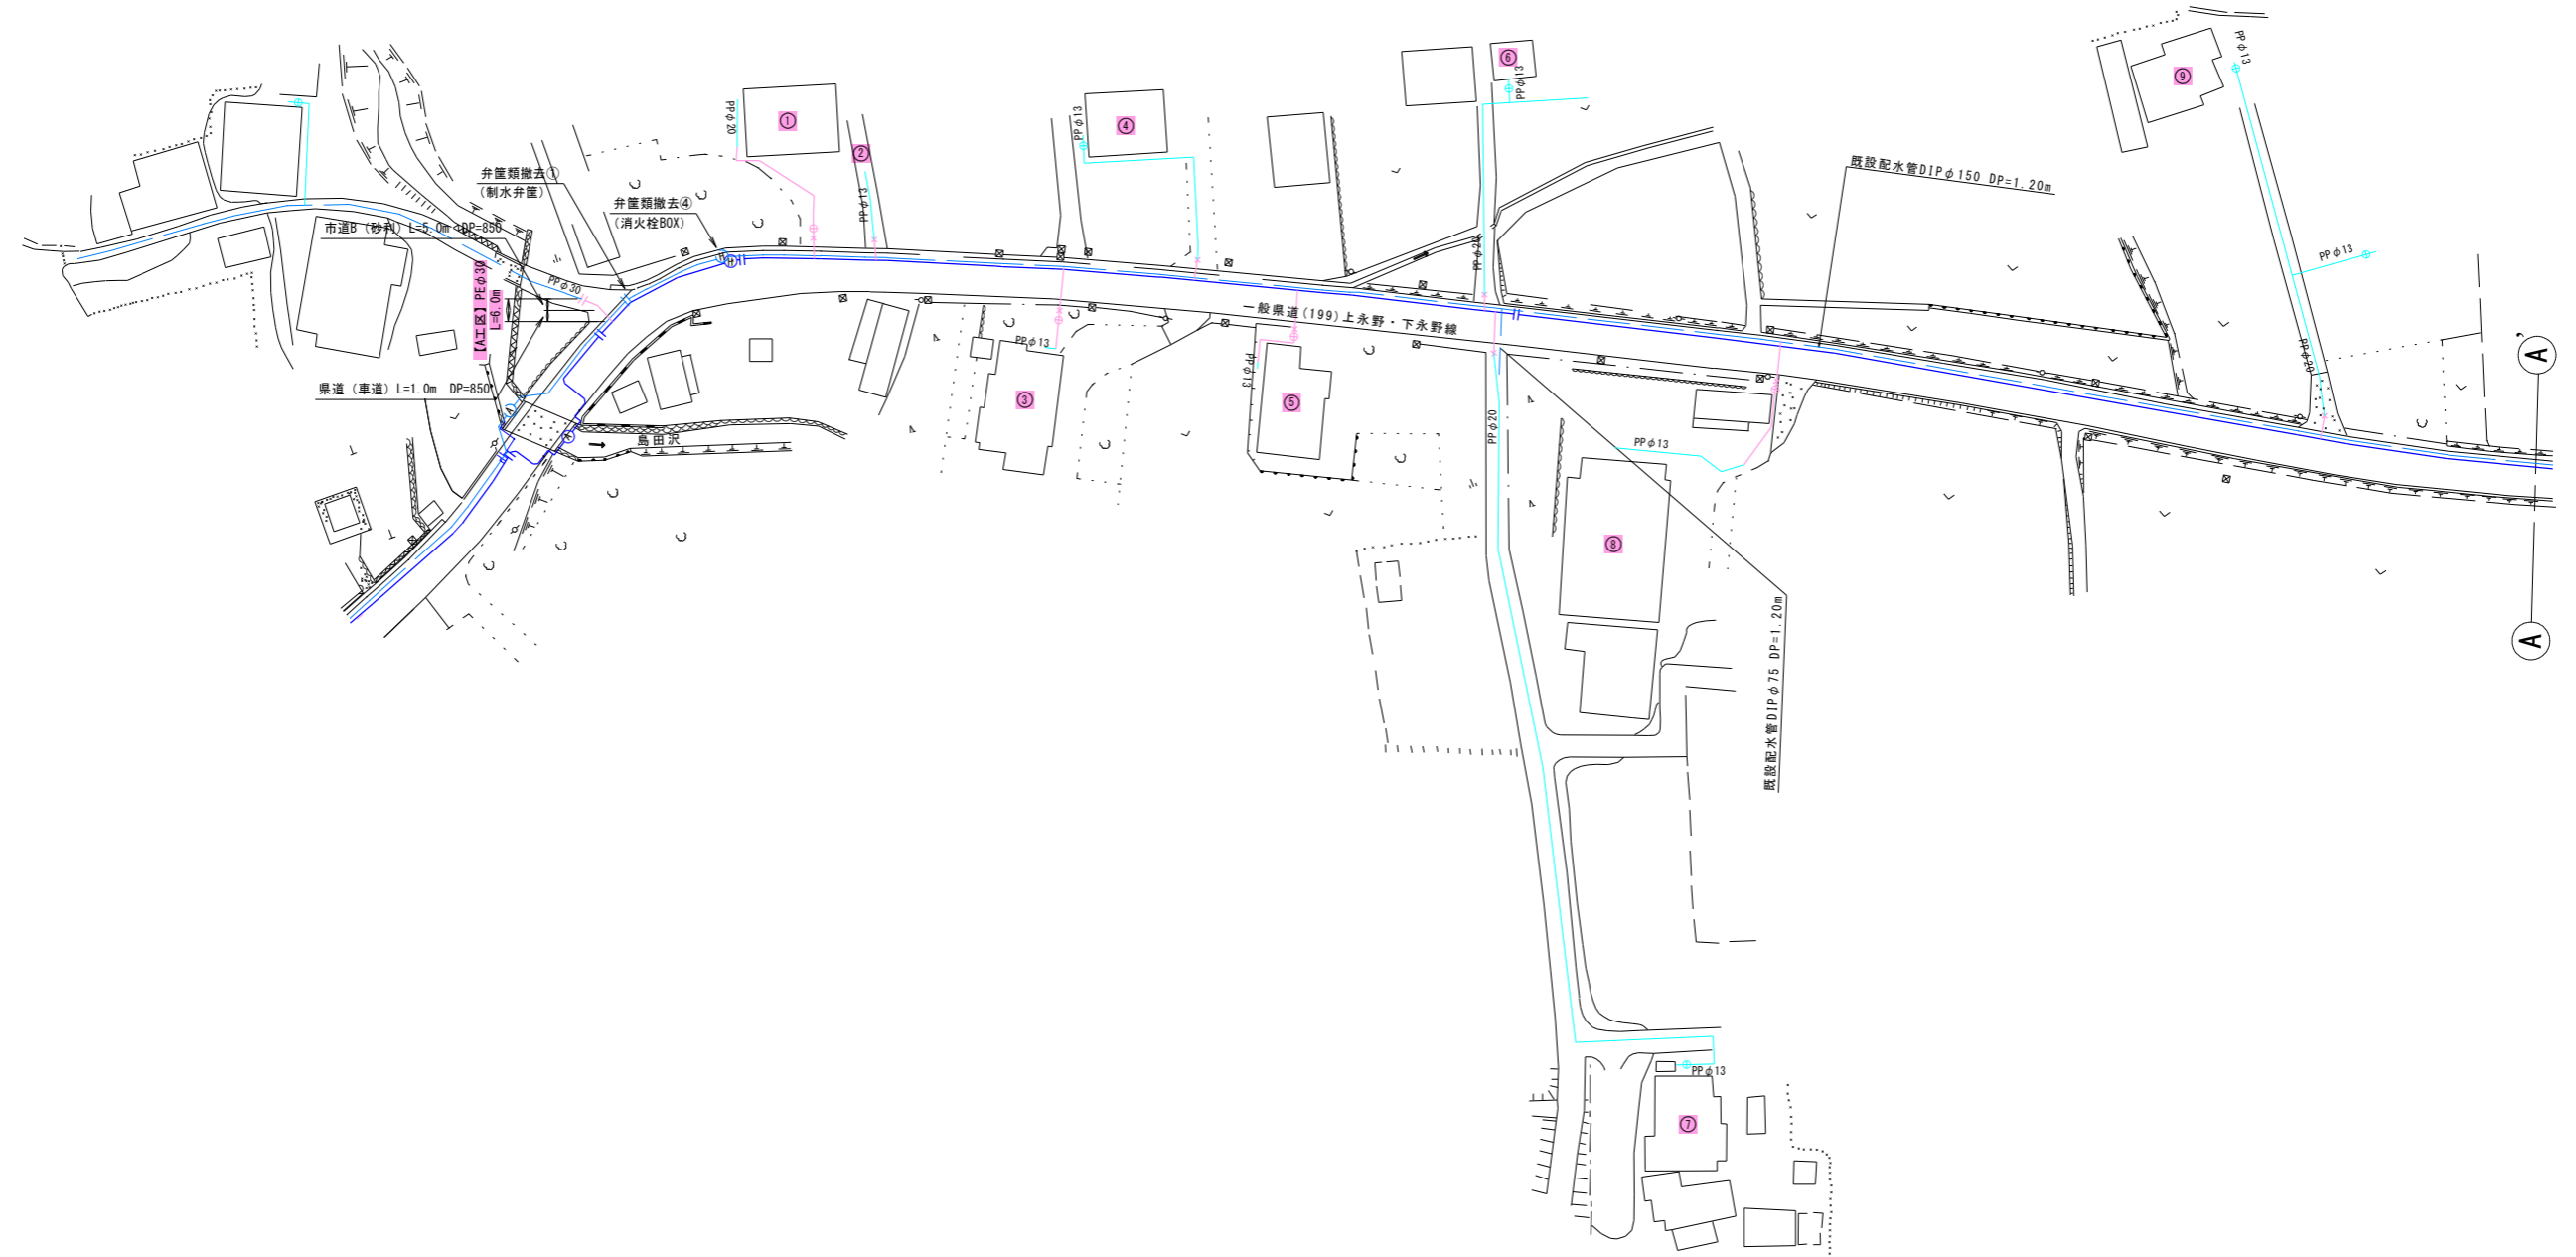 PPφ13
⑥
PPφ13
⑨
PPφ20
①
②
PPφ13
④
弁筐類撤去①
(制水弁筐)
弁筐類撤去④
(消火栓BOX)
PPφ13
既設配水管DIPφ150 DP=1.20m
市道B (砂利) L=5.0m DP=850
PPφ30
【A工区】PEφ30
L=6.0m
PPφ20
PPφ13
一般県道(199)上永野・下永野線
PPφ13
PPφ13
PPφ20
県道 (車道) L=1.0m DP=850
③
⑤
A
島田沢
PPφ20
PPφ13
A'
⑧
既設配水管DIPφ75 DP=1.20m
A
PPφ13
⑦